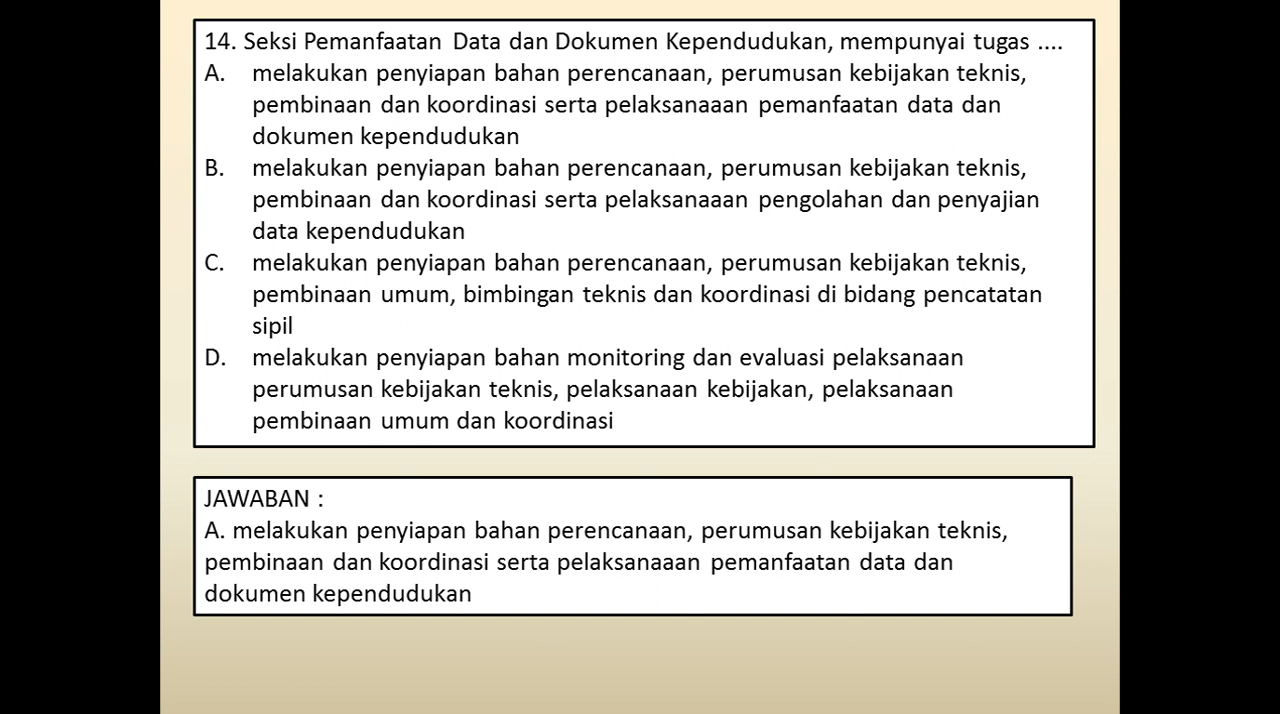 14. Seksi Pemanfaatan Data dan Dokumen Kependudukan, mempunyai tugas ....
A. melakukan penyiapan bahan perencanaan, perumusan kebijakan teknis,
pembinaan dan koordinasi serta pelaksanaaan pemanfaatan data dan
dokumen kependudukan
B. melakukan penyiapan bahan perencanaan, perumusan kebijakan teknis,
pembinaan dan koordinasi serta pelaksanaaan pengolahan dan penyajian
data kependudukan
C. melakukan penyiapan bahan perencanaan, perumusan kebijakan teknis,
pembinaan umum, bimbingan teknis dan koordinasi di bidang pencatatan
sipil
D. melakukan penyiapan bahan monitoring dan evaluasi pelaksanaan
perumusan kebijakan teknis, pelaksanaan kebijakan, pelaksanaan
pembinaan umum dan koordinasi
JAWABAN :
A. melakukan penyiapan bahan perencanaan, perumusan kebijakan teknis,
pembinaan dan koordinasi serta pelaksanaaan pemanfaatan data dan
dokumen kependudukan